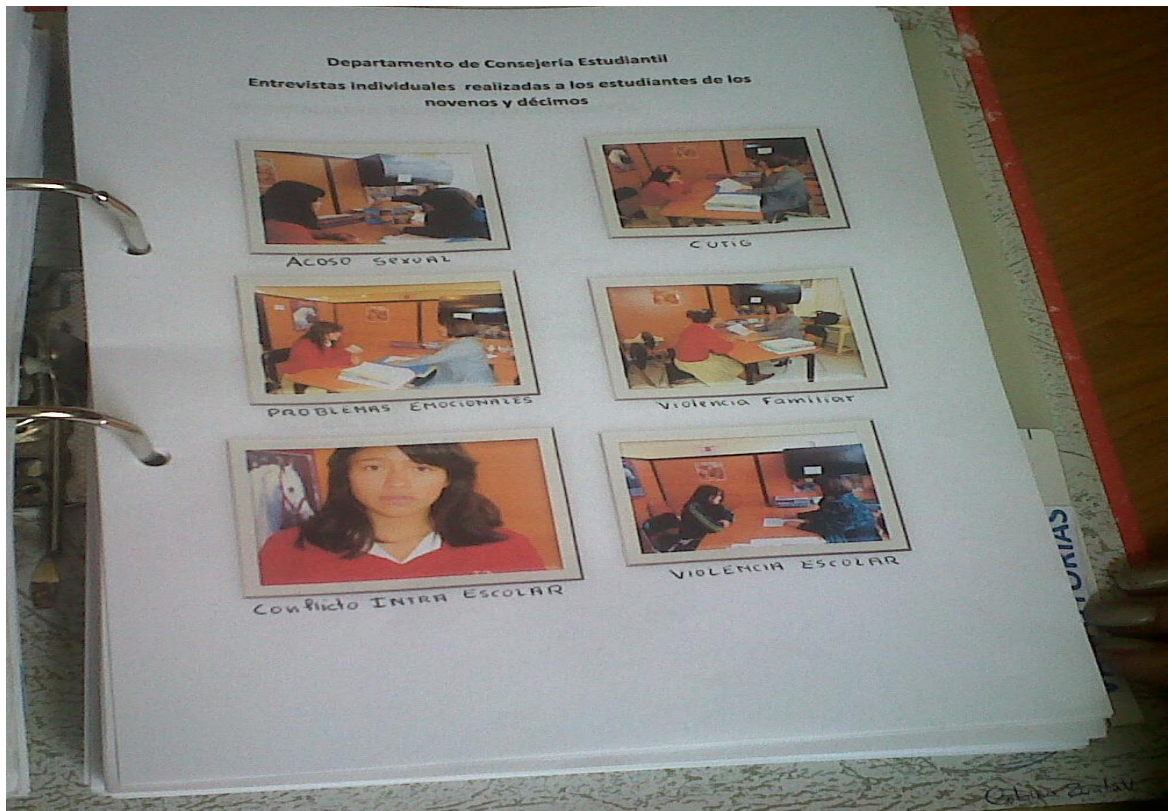 Departamento de Consejería Estudiantil
Entrevistas individuales realizadas a los estudiantes de los
novenos y décimos
ACOSO SEXUAL
CUTIG
PROBLEMAS EMOCIONALES
Violencia Familiar
Conflicto INTRA ESCOLAR
VIOLENCIA ESCOLAR